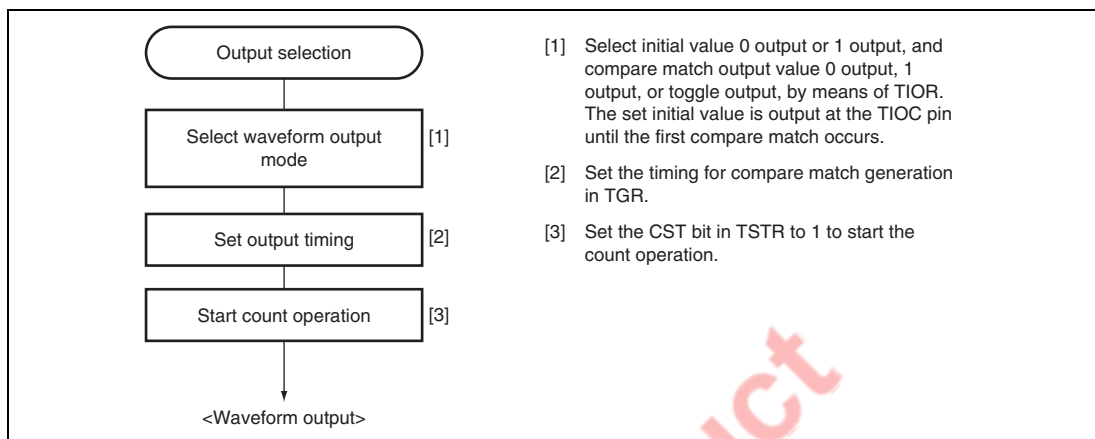 Output selection
Select waveform output
mode
[1]
Set output timing
[2]
Start count operation
[3]
<Waveform output>
[1] Select initial value 0 output or 1 output, and
compare match output value 0 output, 1
output, or toggle output, by means of TIOR.
The set initial value is output at the TIOC pin
until the first compare match occurs.
[2] Set the timing for compare match generation
in TGR.
[3] Set the CST bit in TSTR to 1 to start the
count operation.